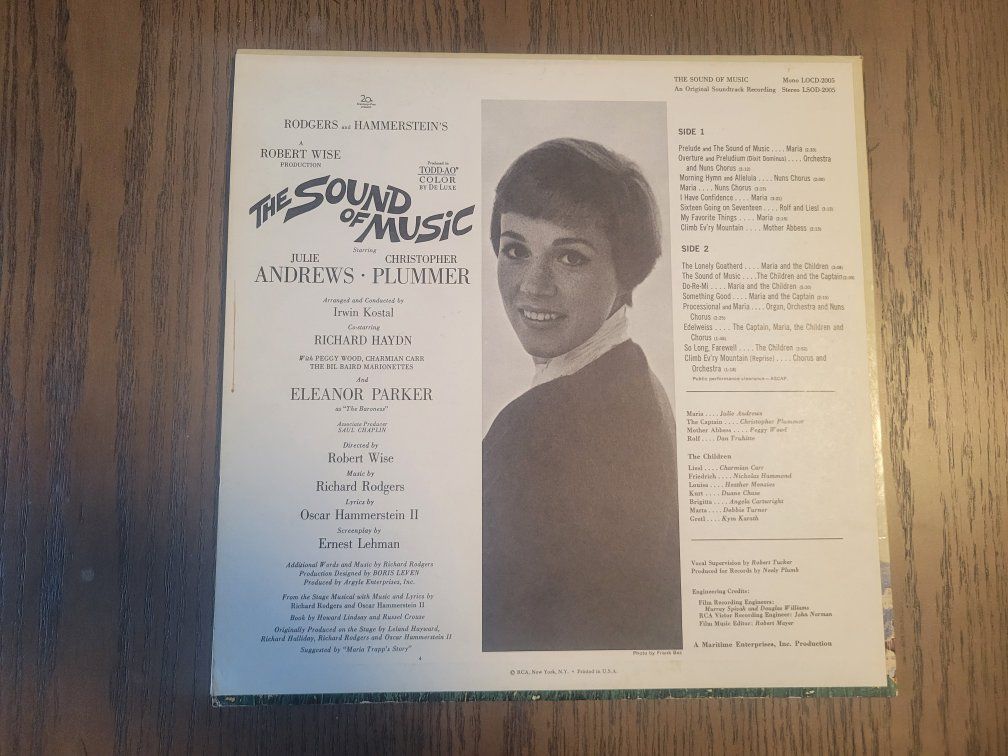 20th
RODGERS and HAMMERSTEIN'S
A
ROBERT WISE
PRODUCTION
Produced in
TODD-AO®
COLOR
BY DE LUXE
THE SOUND
OF MUSIC
Starring
JULIE CHRISTOPHER
ANDREWS · PLUMMER
Arranged and Conducted by
Irwin Kostal
Co-starring
RICHARD HAYDN
With PEGGY WOOD, CHARMIAN CARR
THE BIL BAIRD MARIONETTES
And
ELEANOR PARKER
as "The Baroness"
Associate Producer
SAUL CHAPLIN
Directed by
Robert Wise
Music by
Richard Rodgers
Lyrics by
Oscar Hammerstein II
Screenplay by
Ernest Lehman
Additional Words and Music by Richard Rodgers
Production Designed by BORIS LEVEN
Produced by Argyle Enterprises, Inc.
From the Stage Musical with Music and Lyrics by
Richard Rodgers and Oscar Hammerstein II
Book by Howard Lindsay and Russel Crouse
Originally Produced on the Stage by Leland Hayward,
Richard Halliday, Richard Rodgers and Oscar Hammerstein II
Suggested by "Maria Trapp's Story"
4
THE SOUND OF MUSIC Mono LOCD-2005
An Original Soundtrack Recording Stereo LSOD-2005
SIDE 1
Prelude and The Sound of Music .... Maria
Overture and Preludium (Dixit Dominus) .... Orchestra
and Nuns Chorus
Morning Hymn and Alleluia .... Nuns Chorus
Maria .... Nuns Chorus
I Have Confidence .... Maria
Sixteen Going on Seventeen .... Rolf and Liesl
My Favorite Things .... Maria
Climb Ev'ry Mountain .... Mother Abbess
SIDE 2
The Lonely Goatherd .... Maria and the Children
The Sound of Music .... The Children and the Captain
Do-Re-Mi .... Maria and the Children
Something Good .... Maria and the Captain
Processional and Maria .... Organ, Orchestra and Nuns
Chorus
Edelweiss .... The Captain, Maria, the Children and
Chorus
So Long, Farewell .... The Children
Climb Ev'ry Mountain (Reprise) .... Chorus and
Orchestra
Public performance clearance—ASCAP
Maria .... Julie Andrews
The Captain .... Christopher Plummer
Mother Abbess .... Peggy Wood
Rolf .... Dan Truhitte
The Children
Liesl .... Charmian Carr
Friedrich .... Nicholas Hammond
Louisa .... Heather Menzies
Kurt .... Duane Chase
Brigitta .... Angela Cartwright
Marta .... Debbie Turner
Gretl .... Kym Karath
Vocal Supervision by Robert Tucker
Produced for Records by Neely Plumb
Engineering Credits:
Film Recording Engineers:
Murray Spivak and Douglas Williams
RCA Victor Recording Engineer: John Norman
Film Music Editor: Robert Mayer
A Maritime Enterprises, Inc. Production
Photo by Frank Bez
© RCA, New York, N.Y. • Printed in U.S.A.